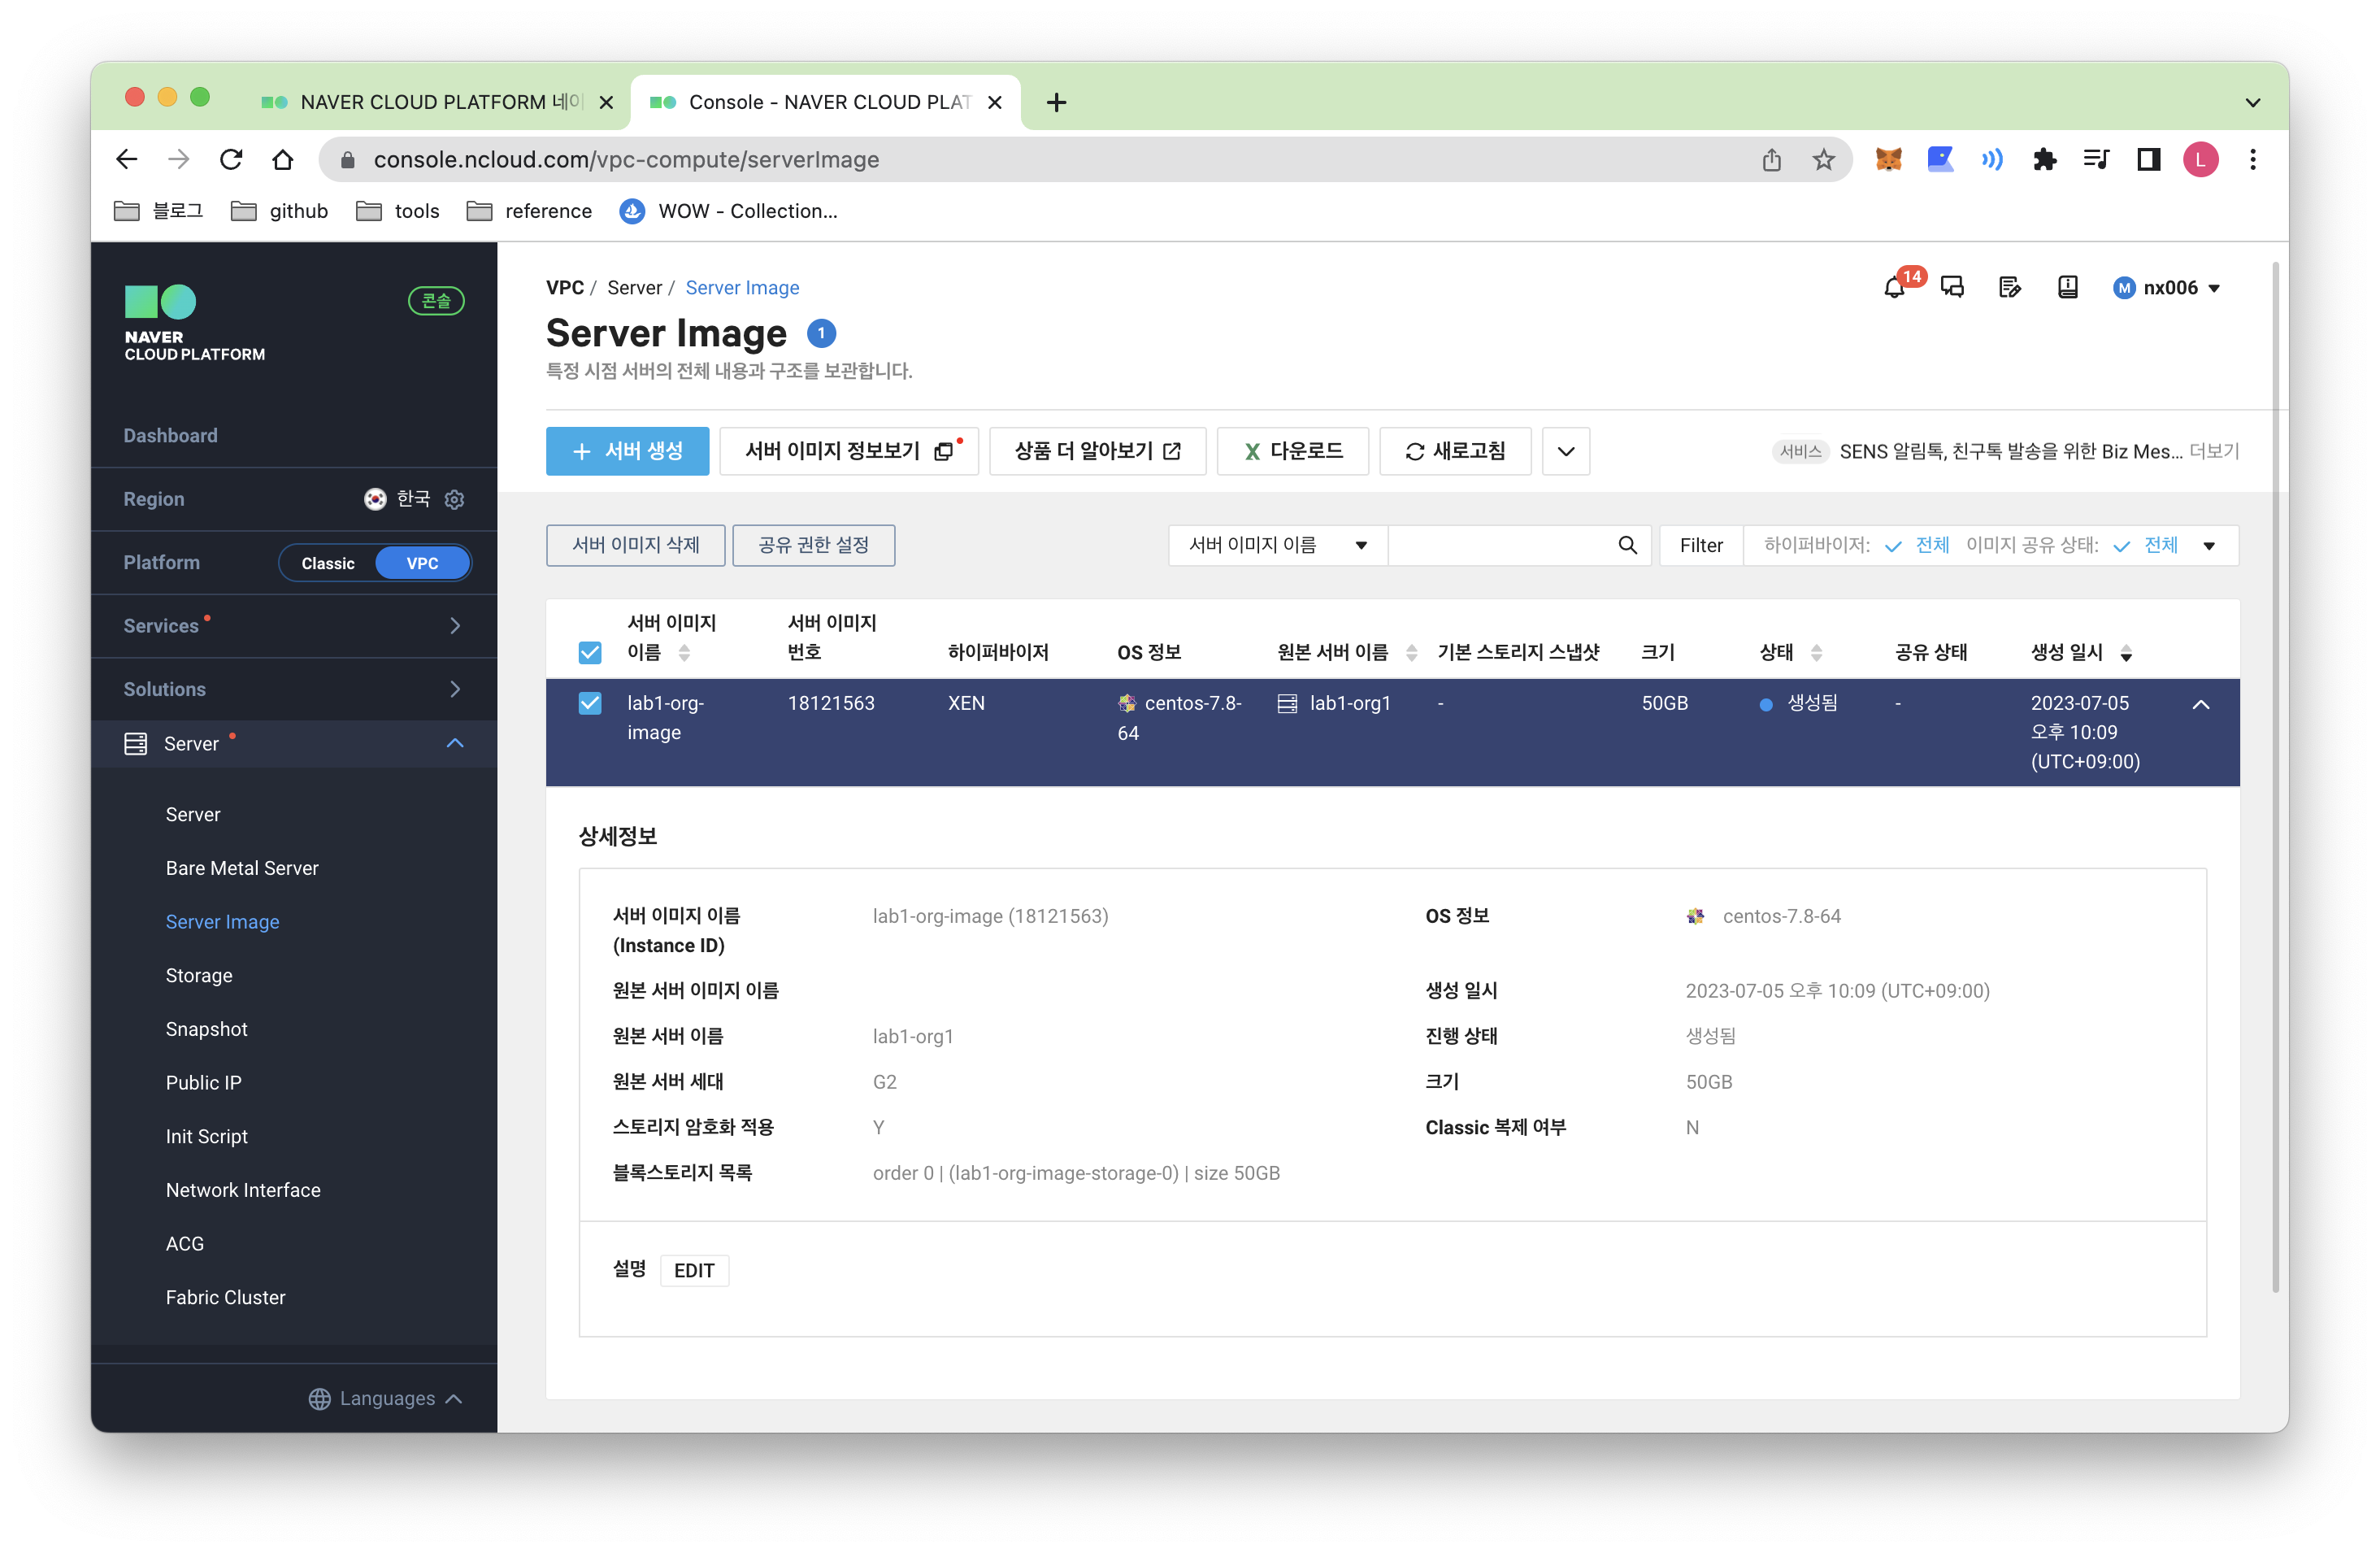 NAVER CLOUD PLATFORM 네이
Console - NAVER CLOUD PLAT
console.ncloud.com/vpc-compute/serverImage
L
블로그
github
tools
reference
WOW - Collection...
NAVER
CLOUD PLATFORM
콘솔
Dashboard
Region
한국
Platform
Classic
VPC
Services
Solutions
Server
Server
Bare Metal Server
Server Image
Storage
Snapshot
Public IP
Init Script
Network Interface
ACG
Fabric Cluster
Languages
VPC / Server / Server Image
14
M nx006
Server Image 1
특정 시점 서버의 전체 내용과 구조를 보관합니다.
+ 서버 생성
서버 이미지 정보보기
상품 더 알아보기
X 다운로드
새로고침
서비스 SENS 알림톡, 친구톡 발송을 위한 Biz Mes... 더보기
서버 이미지 삭제
공유 권한 설정
서버 이미지 이름
Filter
하이퍼바이저: 전체 이미지 공유 상태: 전체
서버 이미지
이름
서버 이미지
번호
하이퍼바이저
OS 정보
원본 서버 이름
기본 스토리지 스냅샷
크기
상태
공유 상태
생성 일시
lab1-org-
image
18121563
XEN
centos-7.8-
64
lab1-org1
-
50GB
생성됨
-
2023-07-05
오후 10:09
(UTC+09:00)
상세정보
서버 이미지 이름
(Instance ID)
lab1-org-image (18121563)
OS 정보
centos-7.8-64
원본 서버 이미지 이름
생성 일시
2023-07-05 오후 10:09 (UTC+09:00)
원본 서버 이름
lab1-org1
진행 상태
생성됨
원본 서버 세대
G2
크기
50GB
스토리지 암호화 적용
Y
Classic 복제 여부
N
블록스토리지 목록
order 0 | (lab1-org-image-storage-0) | size 50GB
설명
EDIT